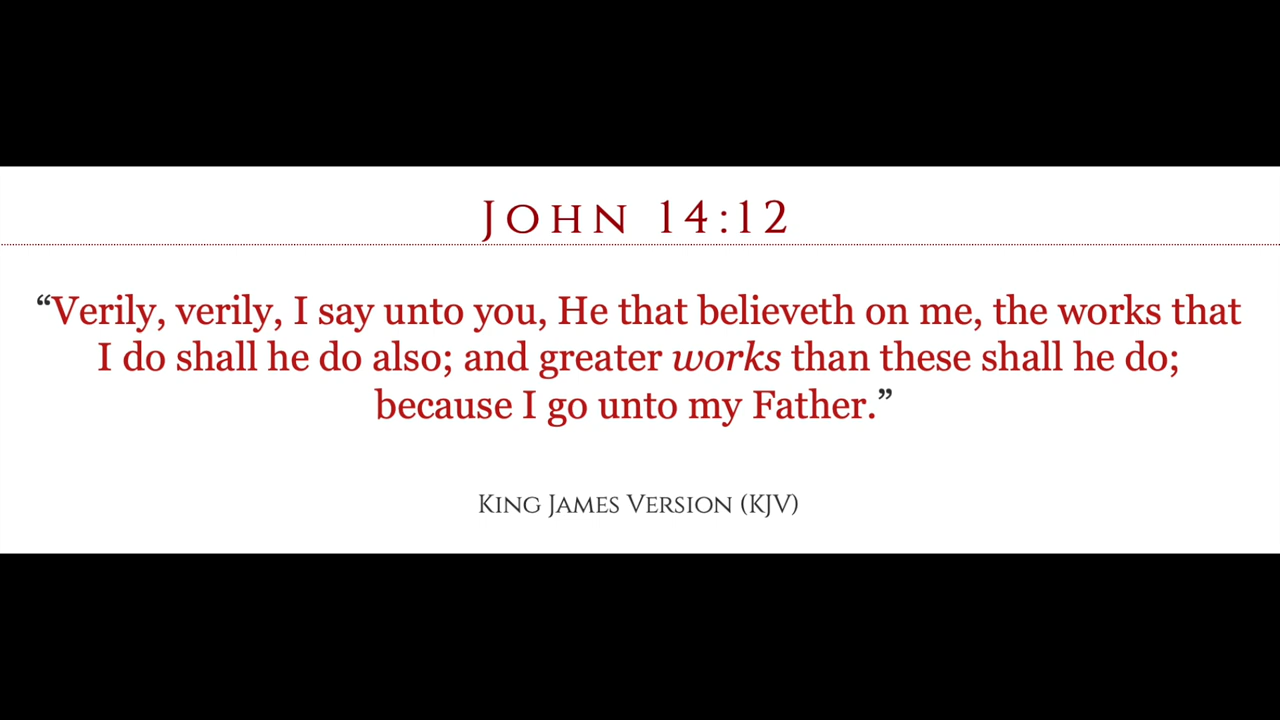 John 14:12
“Verily, verily, I say unto you, He that believeth on me, the works that
I do shall he do also; and greater works than these shall he do;
because I go unto my Father.”
King James Version (KJV)